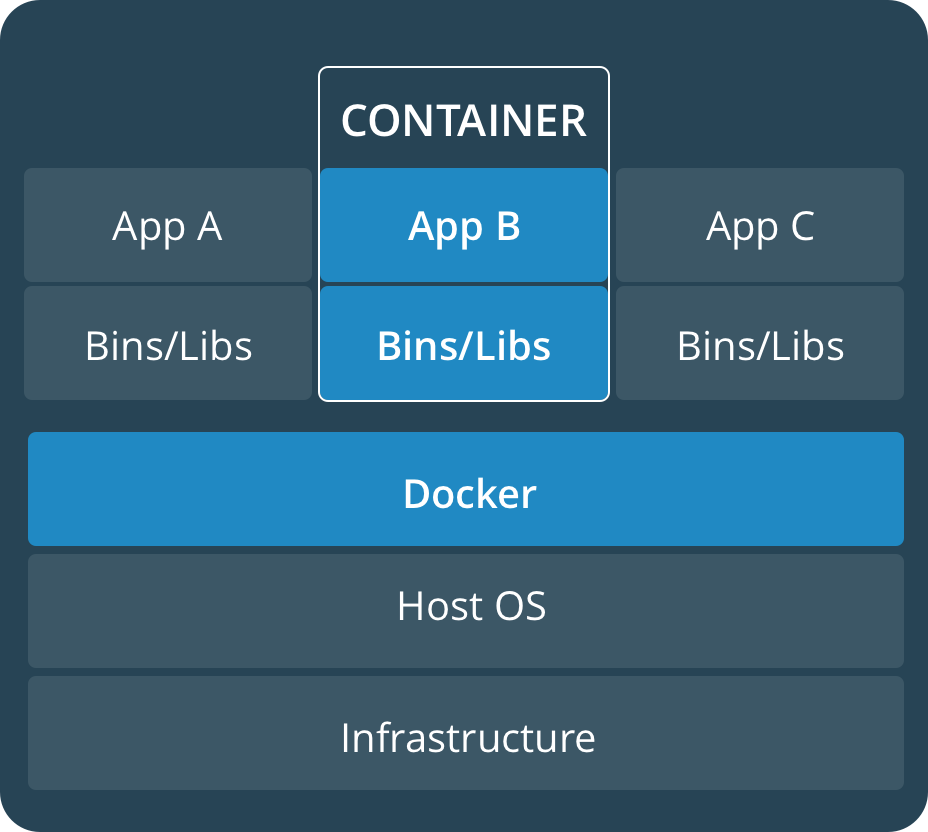 CONTAINER
App A
App B
App C
Bins/Libs
Bins/Libs
Bins/Libs
Docker
Host OS
Infrastructure